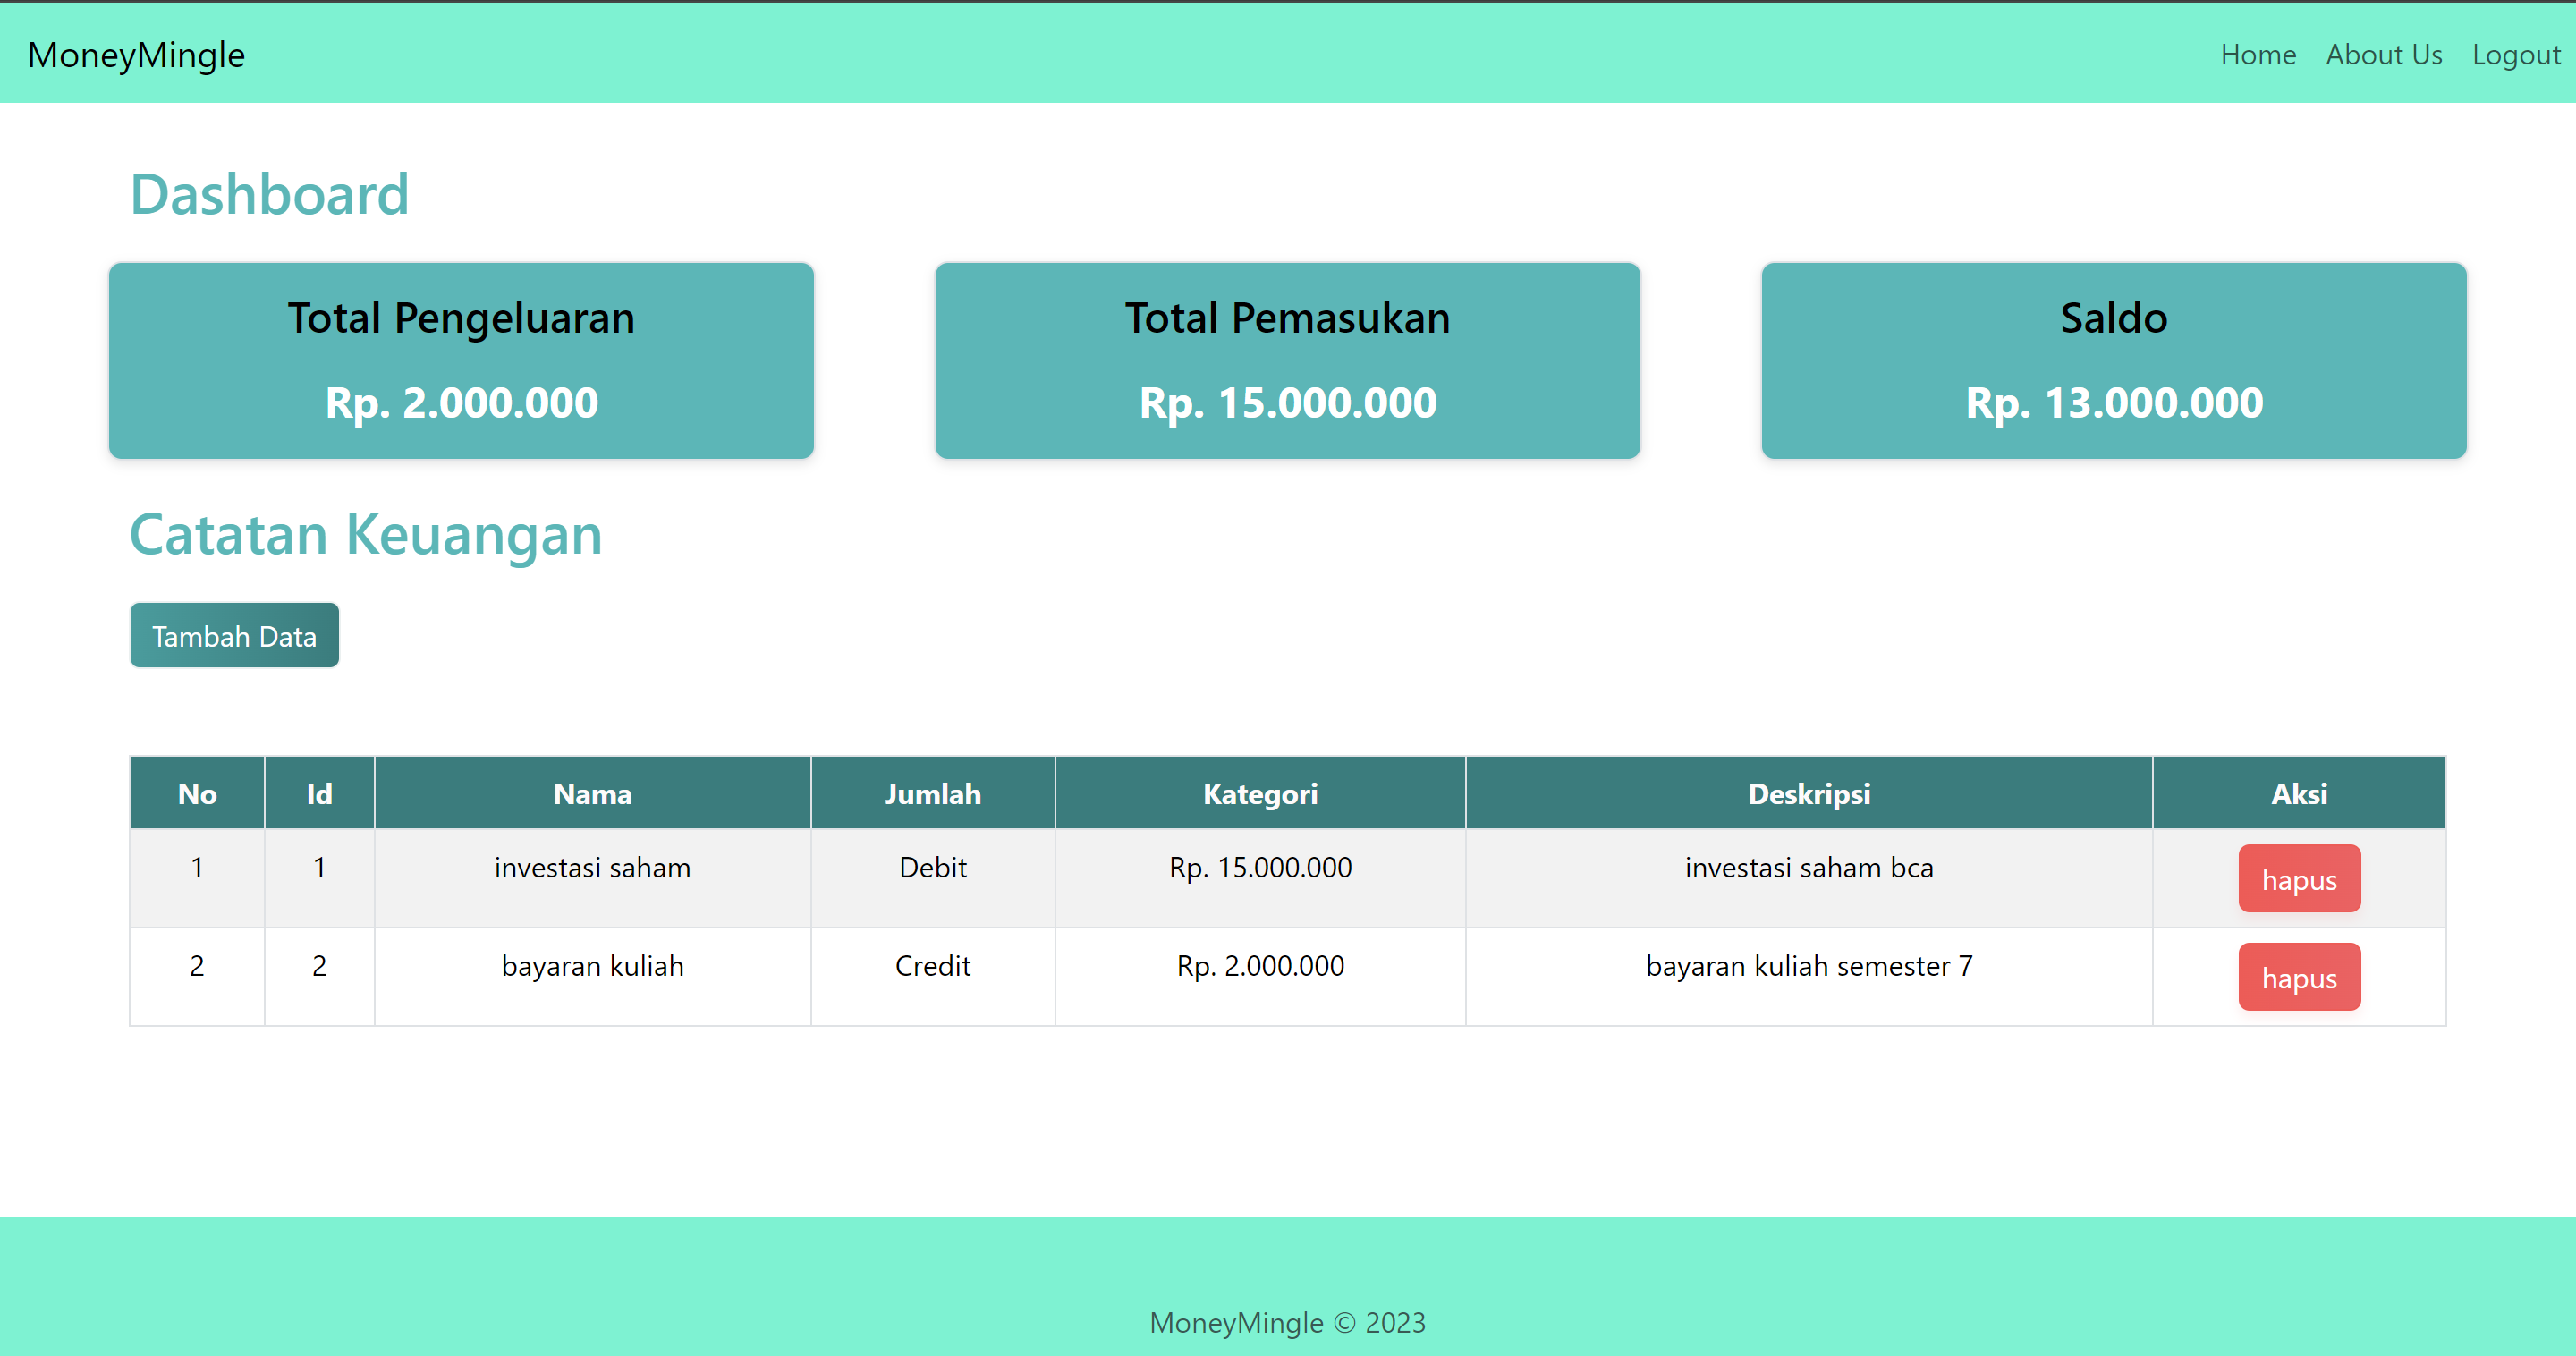 MoneyMingle Home About Us Logout
Dashboard
Total Pengeluaran Total Pemasukan Saldo
Rp. 2.000.000 Rp. 15.000.000 Rp. 13.000.000
Catatan Keuangan
Tambah Data
No Id Nama Jumlah Kategori Deskripsi Aksi
1 1 investasi saham Debit Rp. 15.000.000 investasi saham bca hapus
2 2 bayaran kuliah Credit Rp. 2.000.000 bayaran kuliah semester 7 hapus
MoneyMingle © 2023